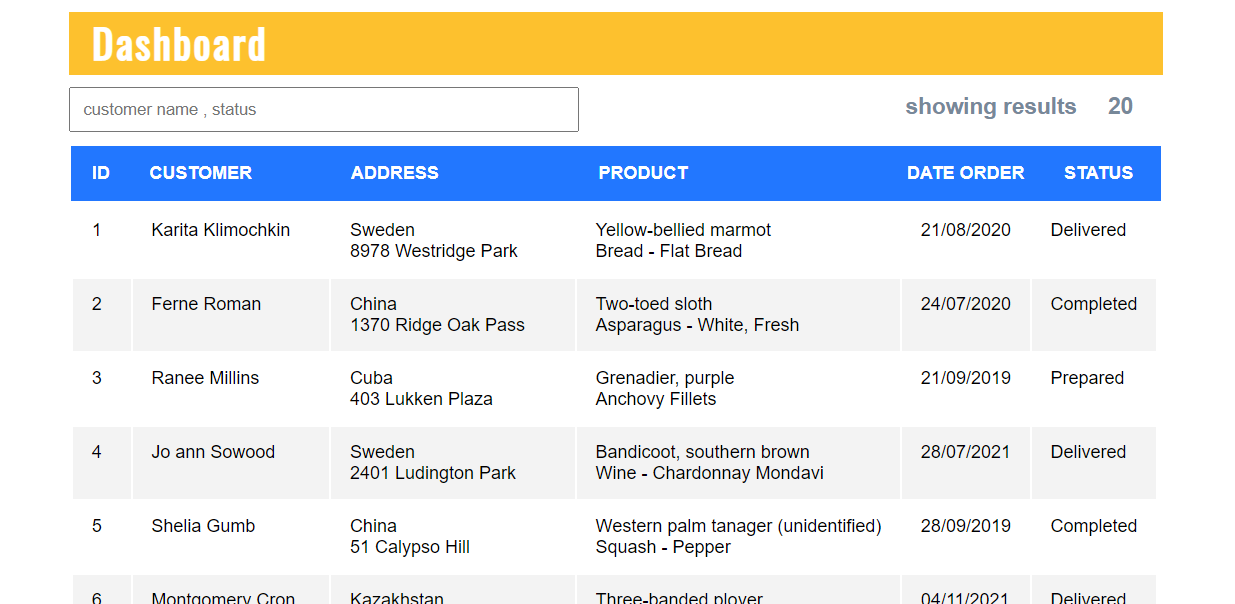 Dashboard
customer name , status
showing results 20
ID CUSTOMER ADDRESS PRODUCT DATE ORDER STATUS
1 Karita Klimochkin Sweden Yellow-bellied marmot 21/08/2020 Delivered
8978 Westridge Park Bread - Flat Bread
2 Ferne Roman China Two-toed sloth 24/07/2020 Completed
1370 Ridge Oak Pass Asparagus - White, Fresh
3 Ranee Millins Cuba Grenadier, purple 21/09/2019 Prepared
403 Lukken Plaza Anchovy Fillets
4 Jo ann Sowood Sweden Bandicoot, southern brown 28/07/2021 Delivered
2401 Ludington Park Wine - Chardonnay Mondavi
5 Shelia Gumb China Western palm tanager (unidentified) 28/09/2019 Completed
51 Calypso Hill Squash - Pepper
6 Montgomery Cron Kazakhstan Three-banded plover 04/11/2021 Delivered